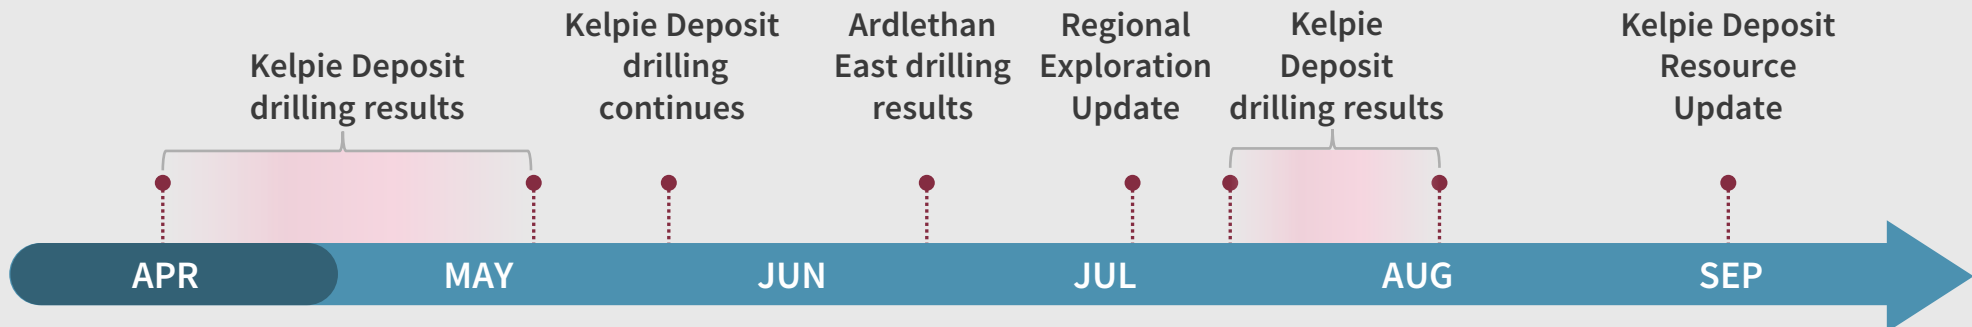 Kelpie Deposit
drilling results
Kelpie Deposit
drilling
continues
Ardlethan
East drilling
results
Regional
Exploration
Update
Kelpie
Deposit
drilling results
Kelpie Deposit
Resource
Update
APR MAY JUN JUL AUG SEP